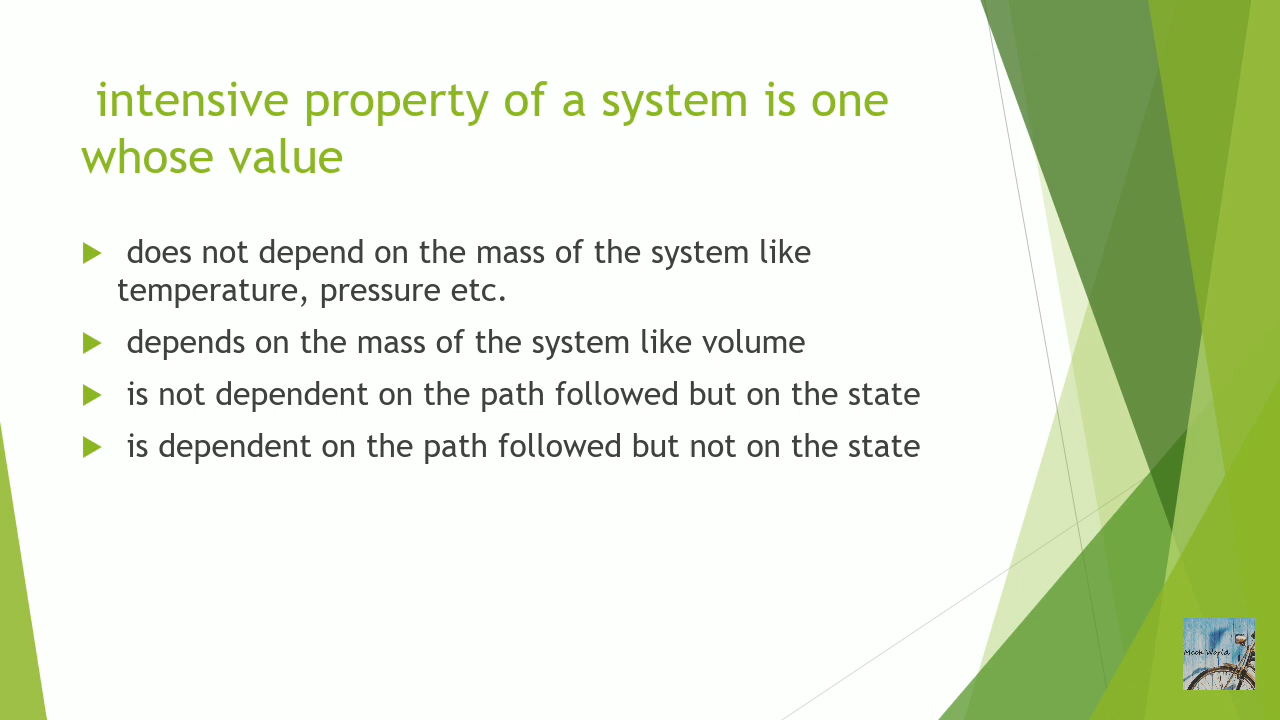 intensive property of a system is one
whose value
does not depend on the mass of the system like
temperature, pressure etc.
depends on the mass of the system like volume
is not dependent on the path followed but on the state
is dependent on the path followed but not on the state
Mech World